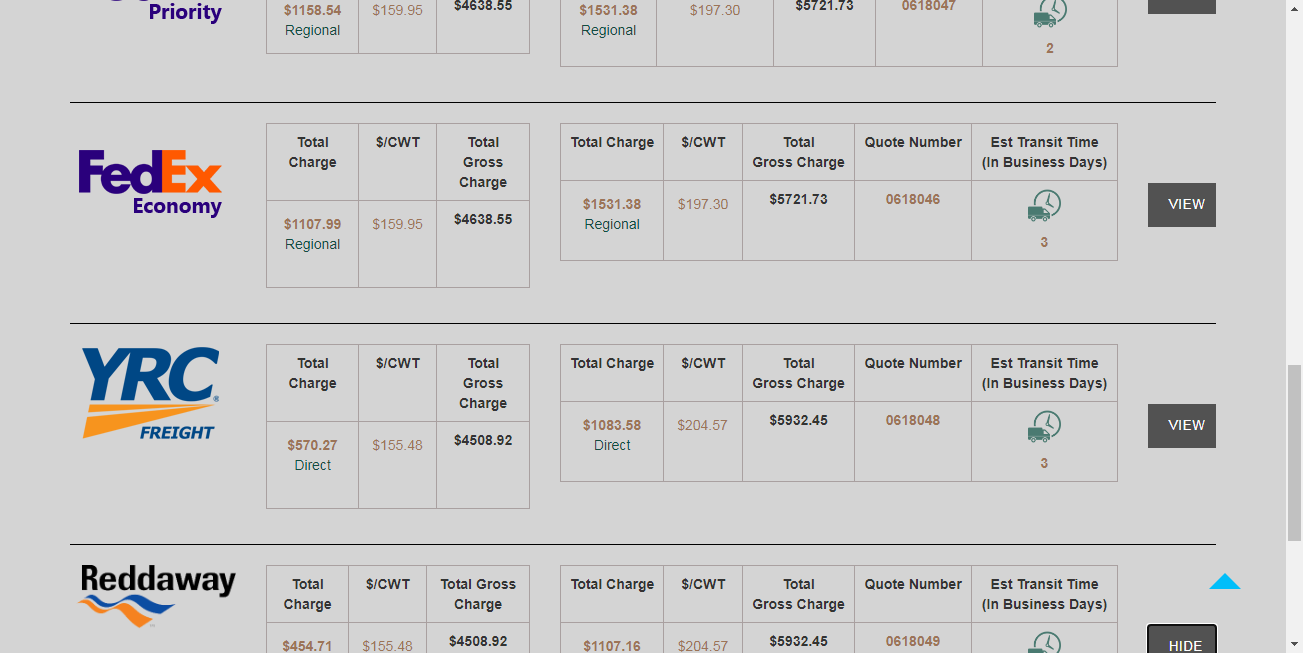 Priority
$1158.54
Regional
$159.95
$4638.55
$1531.38
Regional
$197.30
$5721.73
0618047
2
FedEx
Economy
Total
Charge
$/CWT
Total
Gross
Charge
$1107.99
Regional
$159.95
$4638.55
Total Charge
$/CWT
Total
Gross Charge
Quote Number
Est Transit Time
(In Business Days)
$1531.38
Regional
$197.30
$5721.73
0618046
3
VIEW
YRC
FREIGHT
Total
Charge
$/CWT
Total
Gross
Charge
$570.27
Direct
$155.48
$4508.92
Total Charge
$/CWT
Total
Gross Charge
Quote Number
Est Transit Time
(In Business Days)
$1083.58
Direct
$204.57
$5932.45
0618048
3
VIEW
Reddaway
Total
Charge
$/CWT
Total Gross
Charge
$454.71
$155.48
$4508.92
Total Charge
$/CWT
Total
Gross Charge
Quote Number
Est Transit Time
(In Business Days)
$1107.16
$204.57
$5932.45
0618049
HIDE